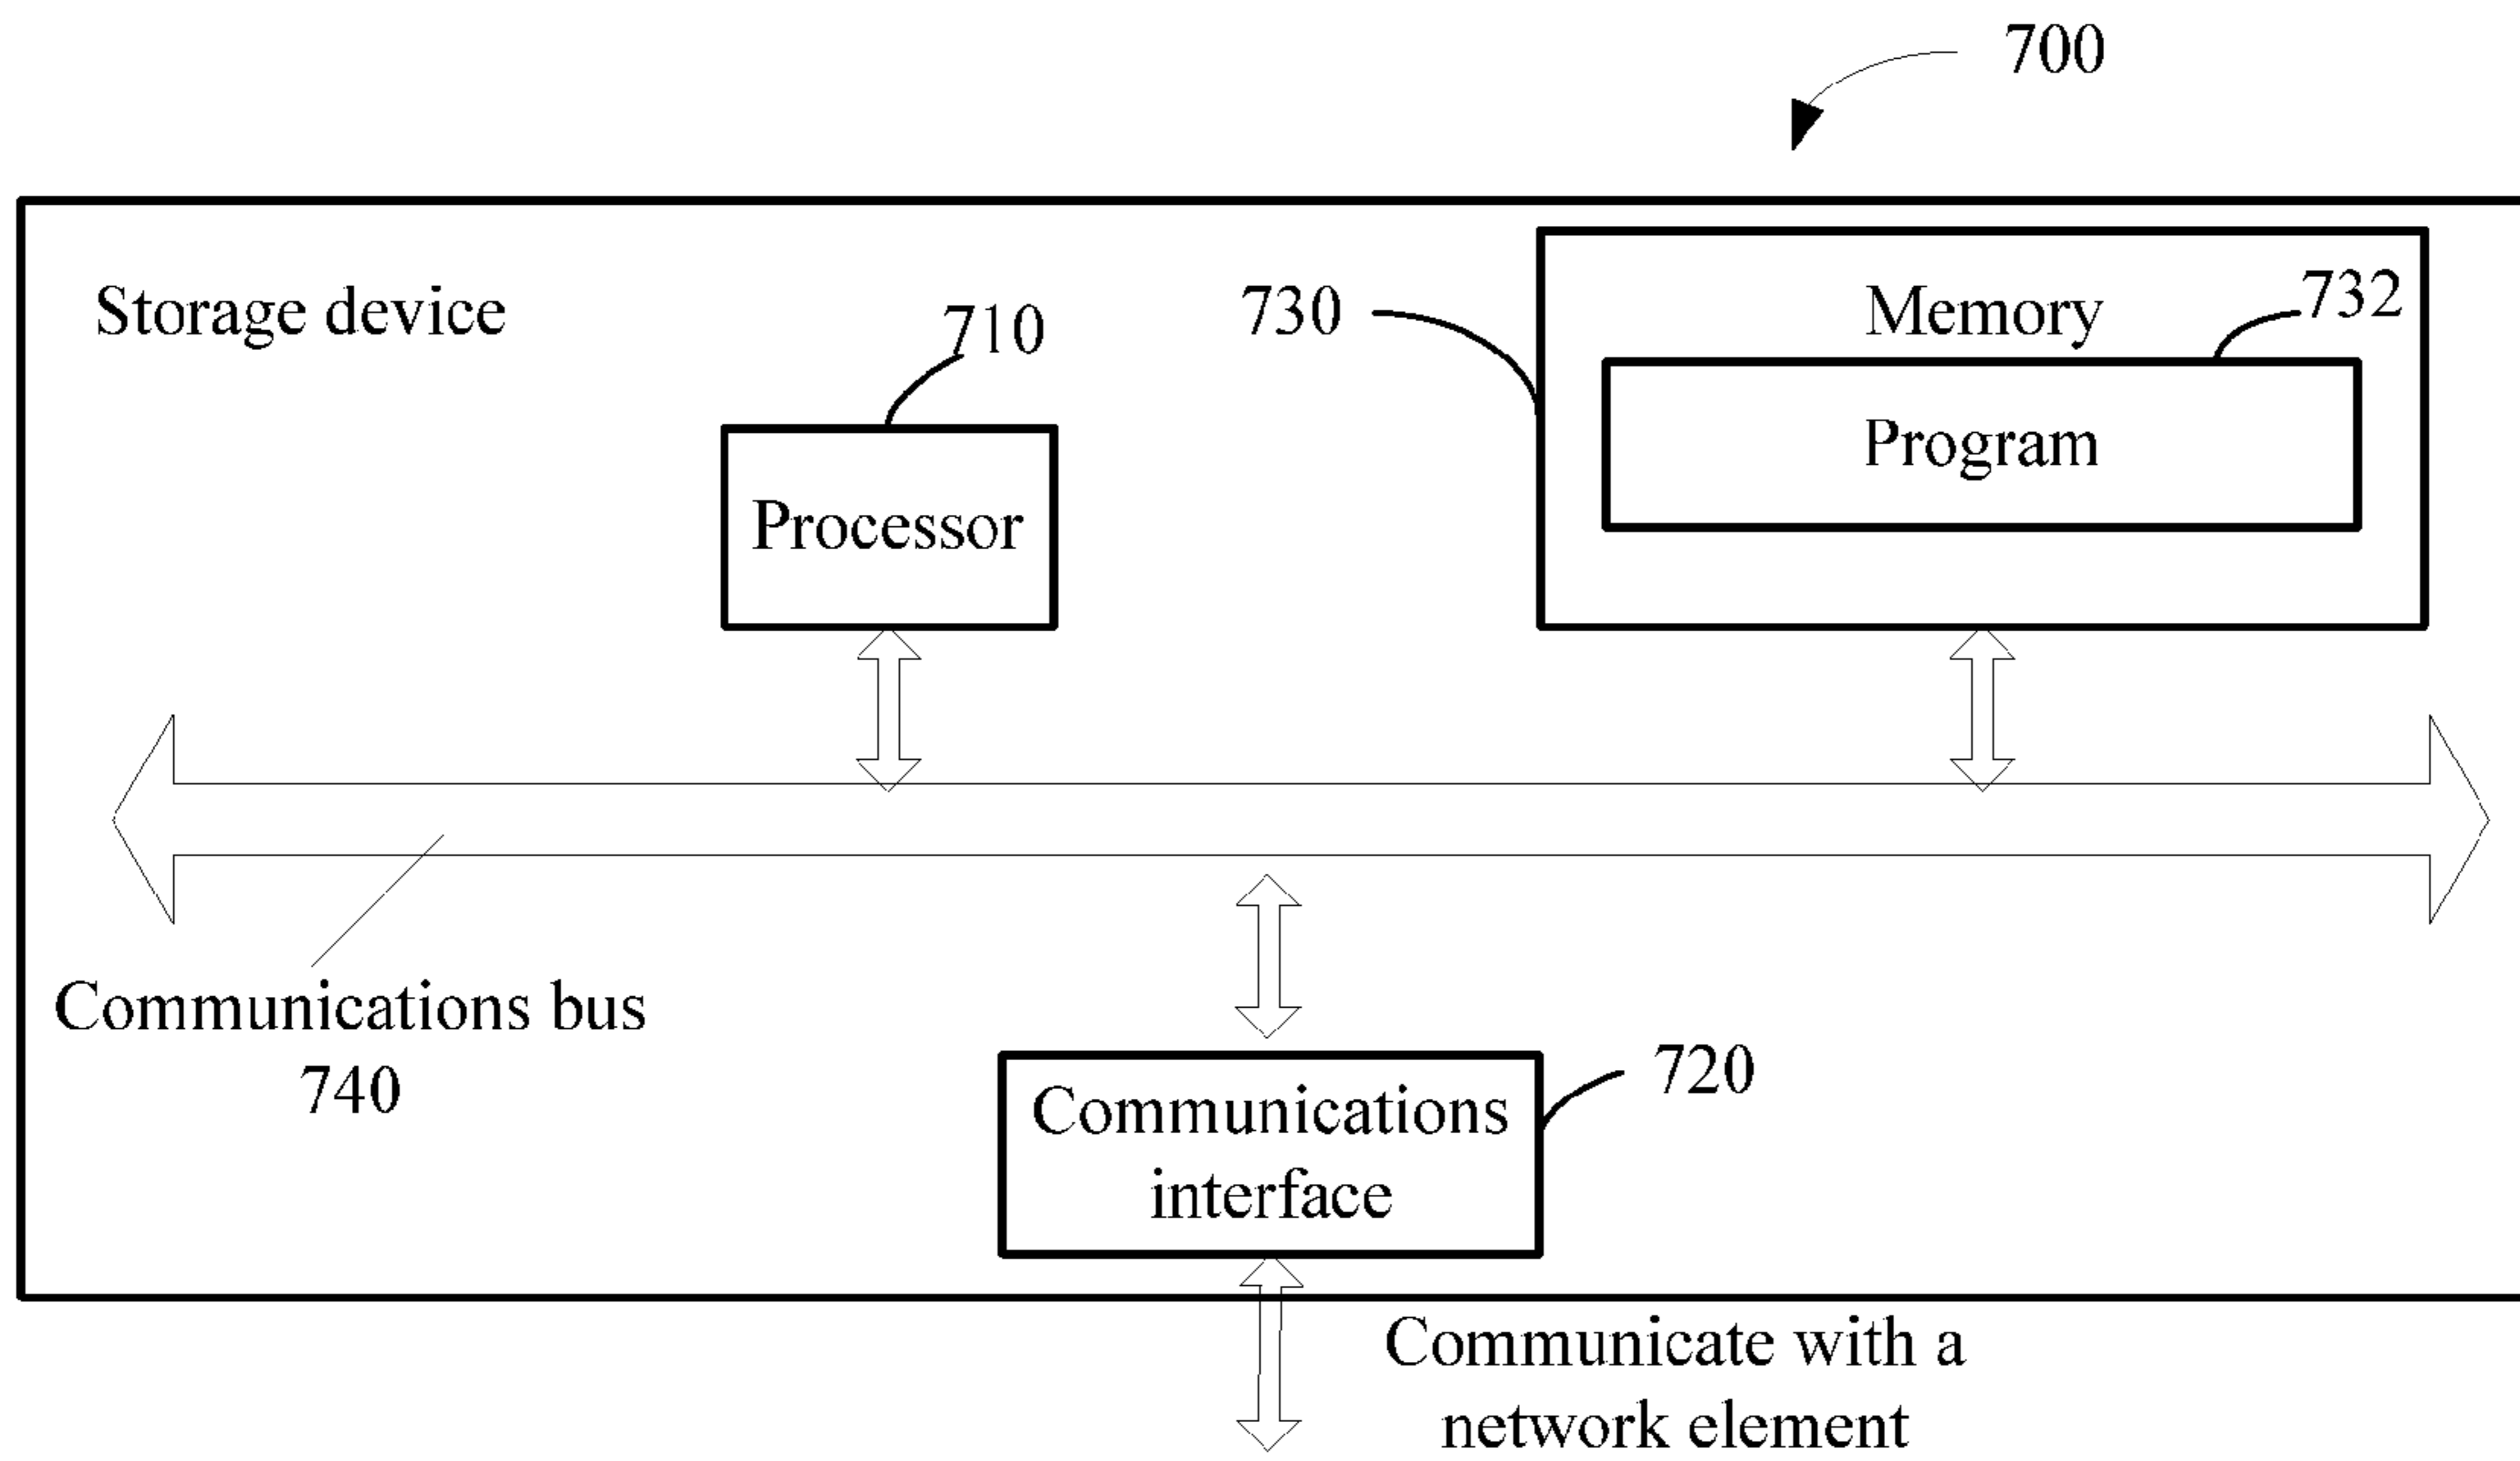 700
Storage device
710
730
Memory
732
Program
Processor
Communications bus
740
720
Communications
interface
Communicate with a
network element